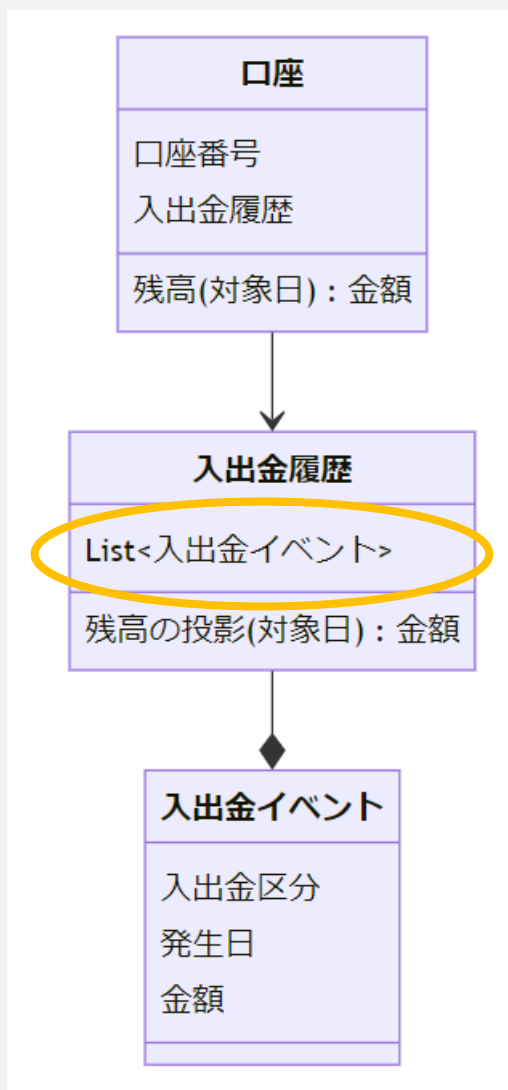 口座
口座番号
入出金履歴
残高(対象日) : 金額
入出金履歴
List<入出金イベント>
残高の投影(対象日) : 金額
入出金イベント
入出金区分
発生日
金額